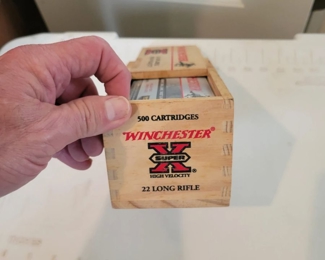 500 CARTRIDGES
WINCHESTER®
SUPER
X
HIGH VELOCITY
22 LONG RIFLE